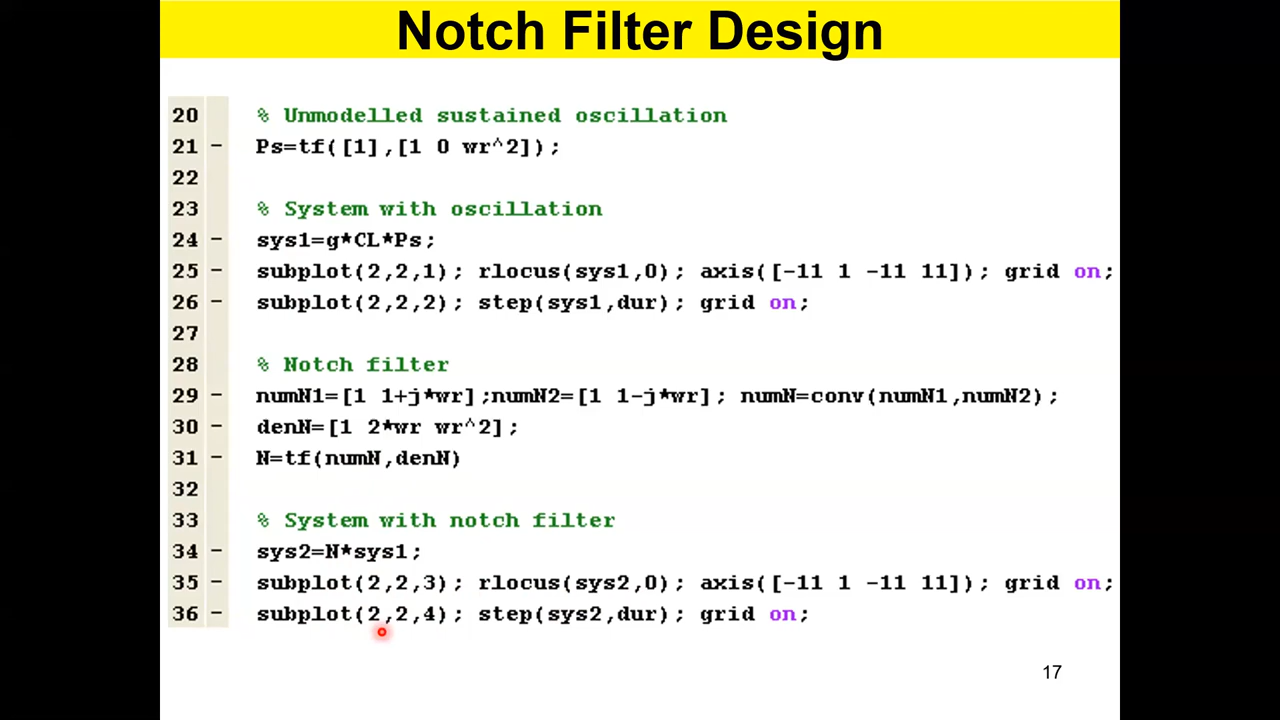 Notch Filter Design
20 % Unmodelled sustained oscillation
21 - Ps=tf([1],[1 0 wr^2]);
22
23 % System with oscillation
24 - sys1=g*CL*Ps;
25 - subplot(2,2,1); rlocus(sys1,0); axis([-11 1 -11 11]); grid on;
26 - subplot(2,2,2); step(sys1,dur); grid on;
27
28 % Notch filter
29 - numN1=[1 1+j*wr];numN2=[1 1-j*wr]; numN=conv(numN1,numN2);
30 - denN=[1 2*wr wr^2];
31 - N=tf(numN,denN)
32
33 % System with notch filter
34 - sys2=N*sys1;
35 - subplot(2,2,3); rlocus(sys2,0); axis([-11 1 -11 11]); grid on;
36 - subplot(2,2,4); step(sys2,dur); grid on;
17